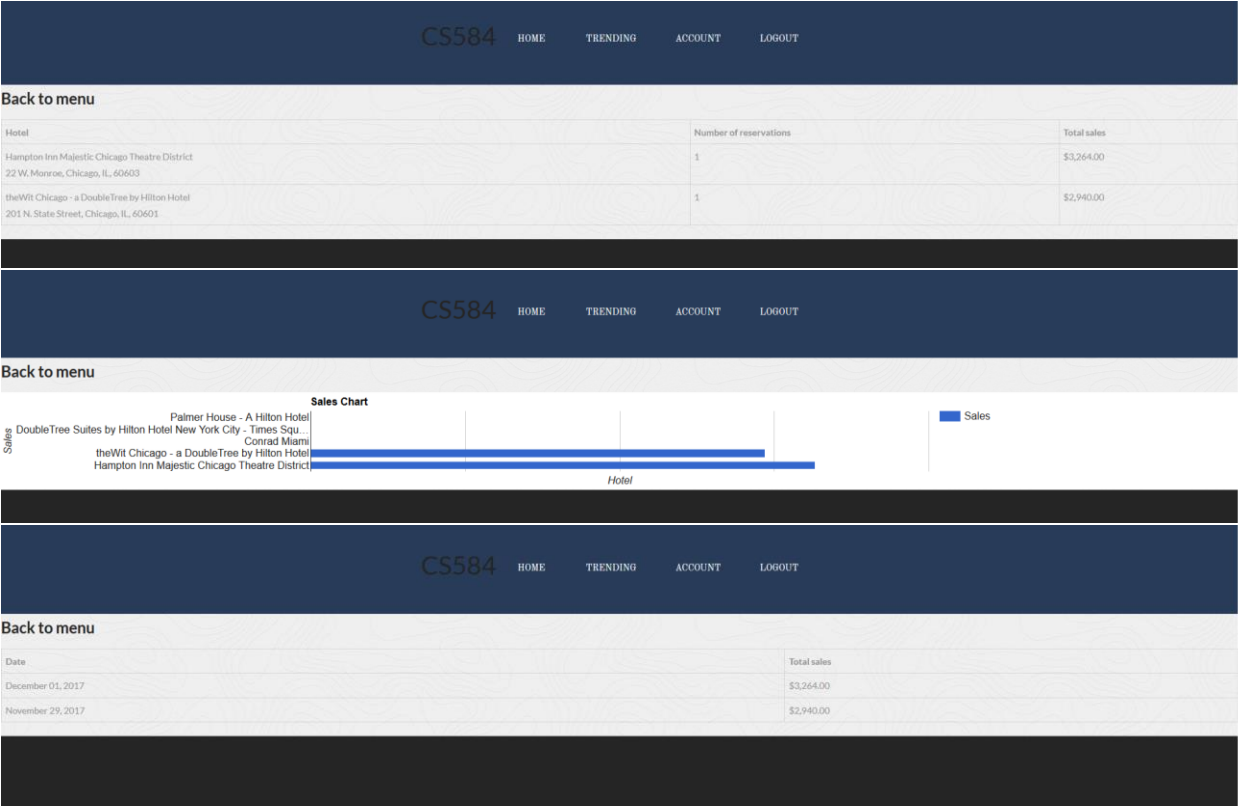 CS584 HOME TRENDING ACCOUNT LOGOUT
Back to menu
Hotel Number of reservations Total sales
Hampton Inn Majestic Chicago Theatre District 1 $3,264.00
22 W. Monroe, Chicago, IL, 60603
theWit Chicago - a DoubleTree by Hilton Hotel 1 $2,940.00
201 N. State Street, Chicago, IL, 60601
CS584 HOME TRENDING ACCOUNT LOGOUT
Back to menu
Sales Chart
Palmer House - A Hilton Hotel
DoubleTree Suites by Hilton Hotel New York City - Times Squ...
Conrad Miami
theWit Chicago - a DoubleTree by Hilton Hotel
Hampton Inn Majestic Chicago Theatre District
Sales
Hotel
Sales
CS584 HOME TRENDING ACCOUNT LOGOUT
Back to menu
Date Total sales
December 01, 2017 $3,264.00
November 29, 2017 $2,940.00